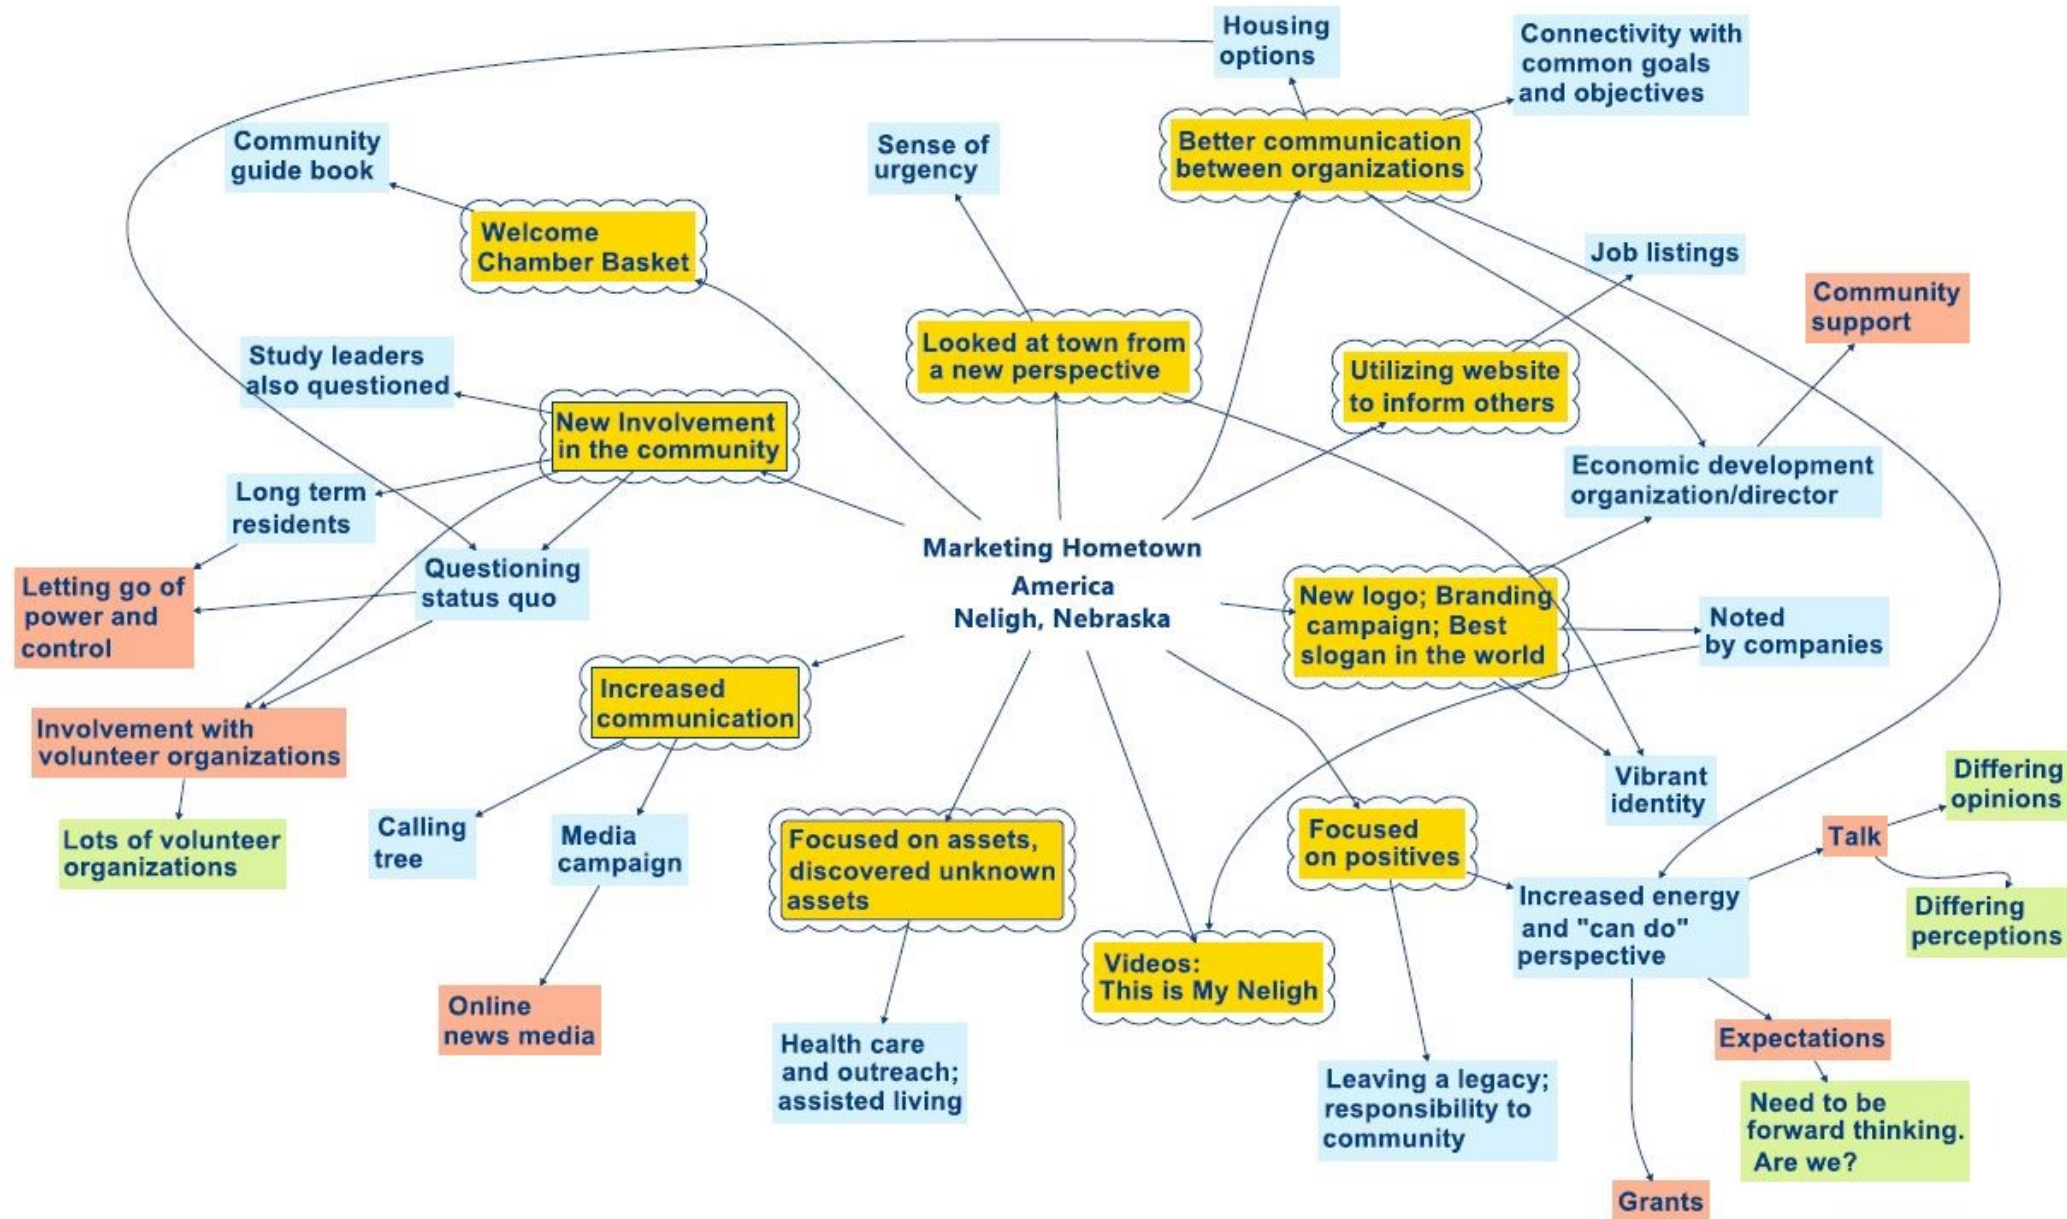 Housing
options
Connectivity with
common goals
and objectives
Community
guide book
Sense of
urgency
Better communication
between organizations
Welcome
Chamber Basket
Job listings
Community
support
Looked at town from
a new perspective
Study leaders
also questioned
Utilizing website
to inform others
New Involvement
in the community
Economic development
organization/director
Long term
residents
Marketing Hometown
America
Neligh, Nebraska
Questioning
status quo
Letting go of
power and
control
New logo; Branding
campaign; Best
slogan in the world
Noted
by companies
Increased
communication
Involvement with
volunteer organizations
Vibrant
identity
Differing
opinions
Lots of volunteer
organizations
Calling
tree
Media
campaign
Focused on assets,
discovered unknown
assets
Focused
on positives
Talk
Increased energy
and "can do"
perspective
Differing
perceptions
Videos:
This is My Neligh
Online
news media
Health care
and outreach;
assisted living
Expectations
Leaving a legacy;
responsibility to
community
Need to be
forward thinking.
Are we?
Grants